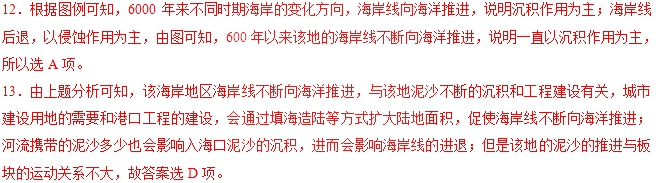 12．根据图例可知，6000 年来不同时期海岸的变化方向，海岸线向海洋推进，说明沉积作用为主；海岸线
后退，以侵蚀作用为主，由图可知，600 年以来该地的海岸线不断向海洋推进，说明一直以沉积作用为主，
所以选 A 项。
13．由上题分析可知，该海岸地区海岸线不断向海洋推进，与该地泥沙不断的沉积和工程建设有关，城市
建设用地的需要和港口工程的建设，会通过填海造陆等方式扩大陆地面积，促使海岸线不断向海洋推进；
河流携带的泥沙多少也会影响入海口泥沙的沉积，进而会影响海岸线的进退；但是该地的泥沙的推进与板
块的运动关系不大，故答案选 D 项。